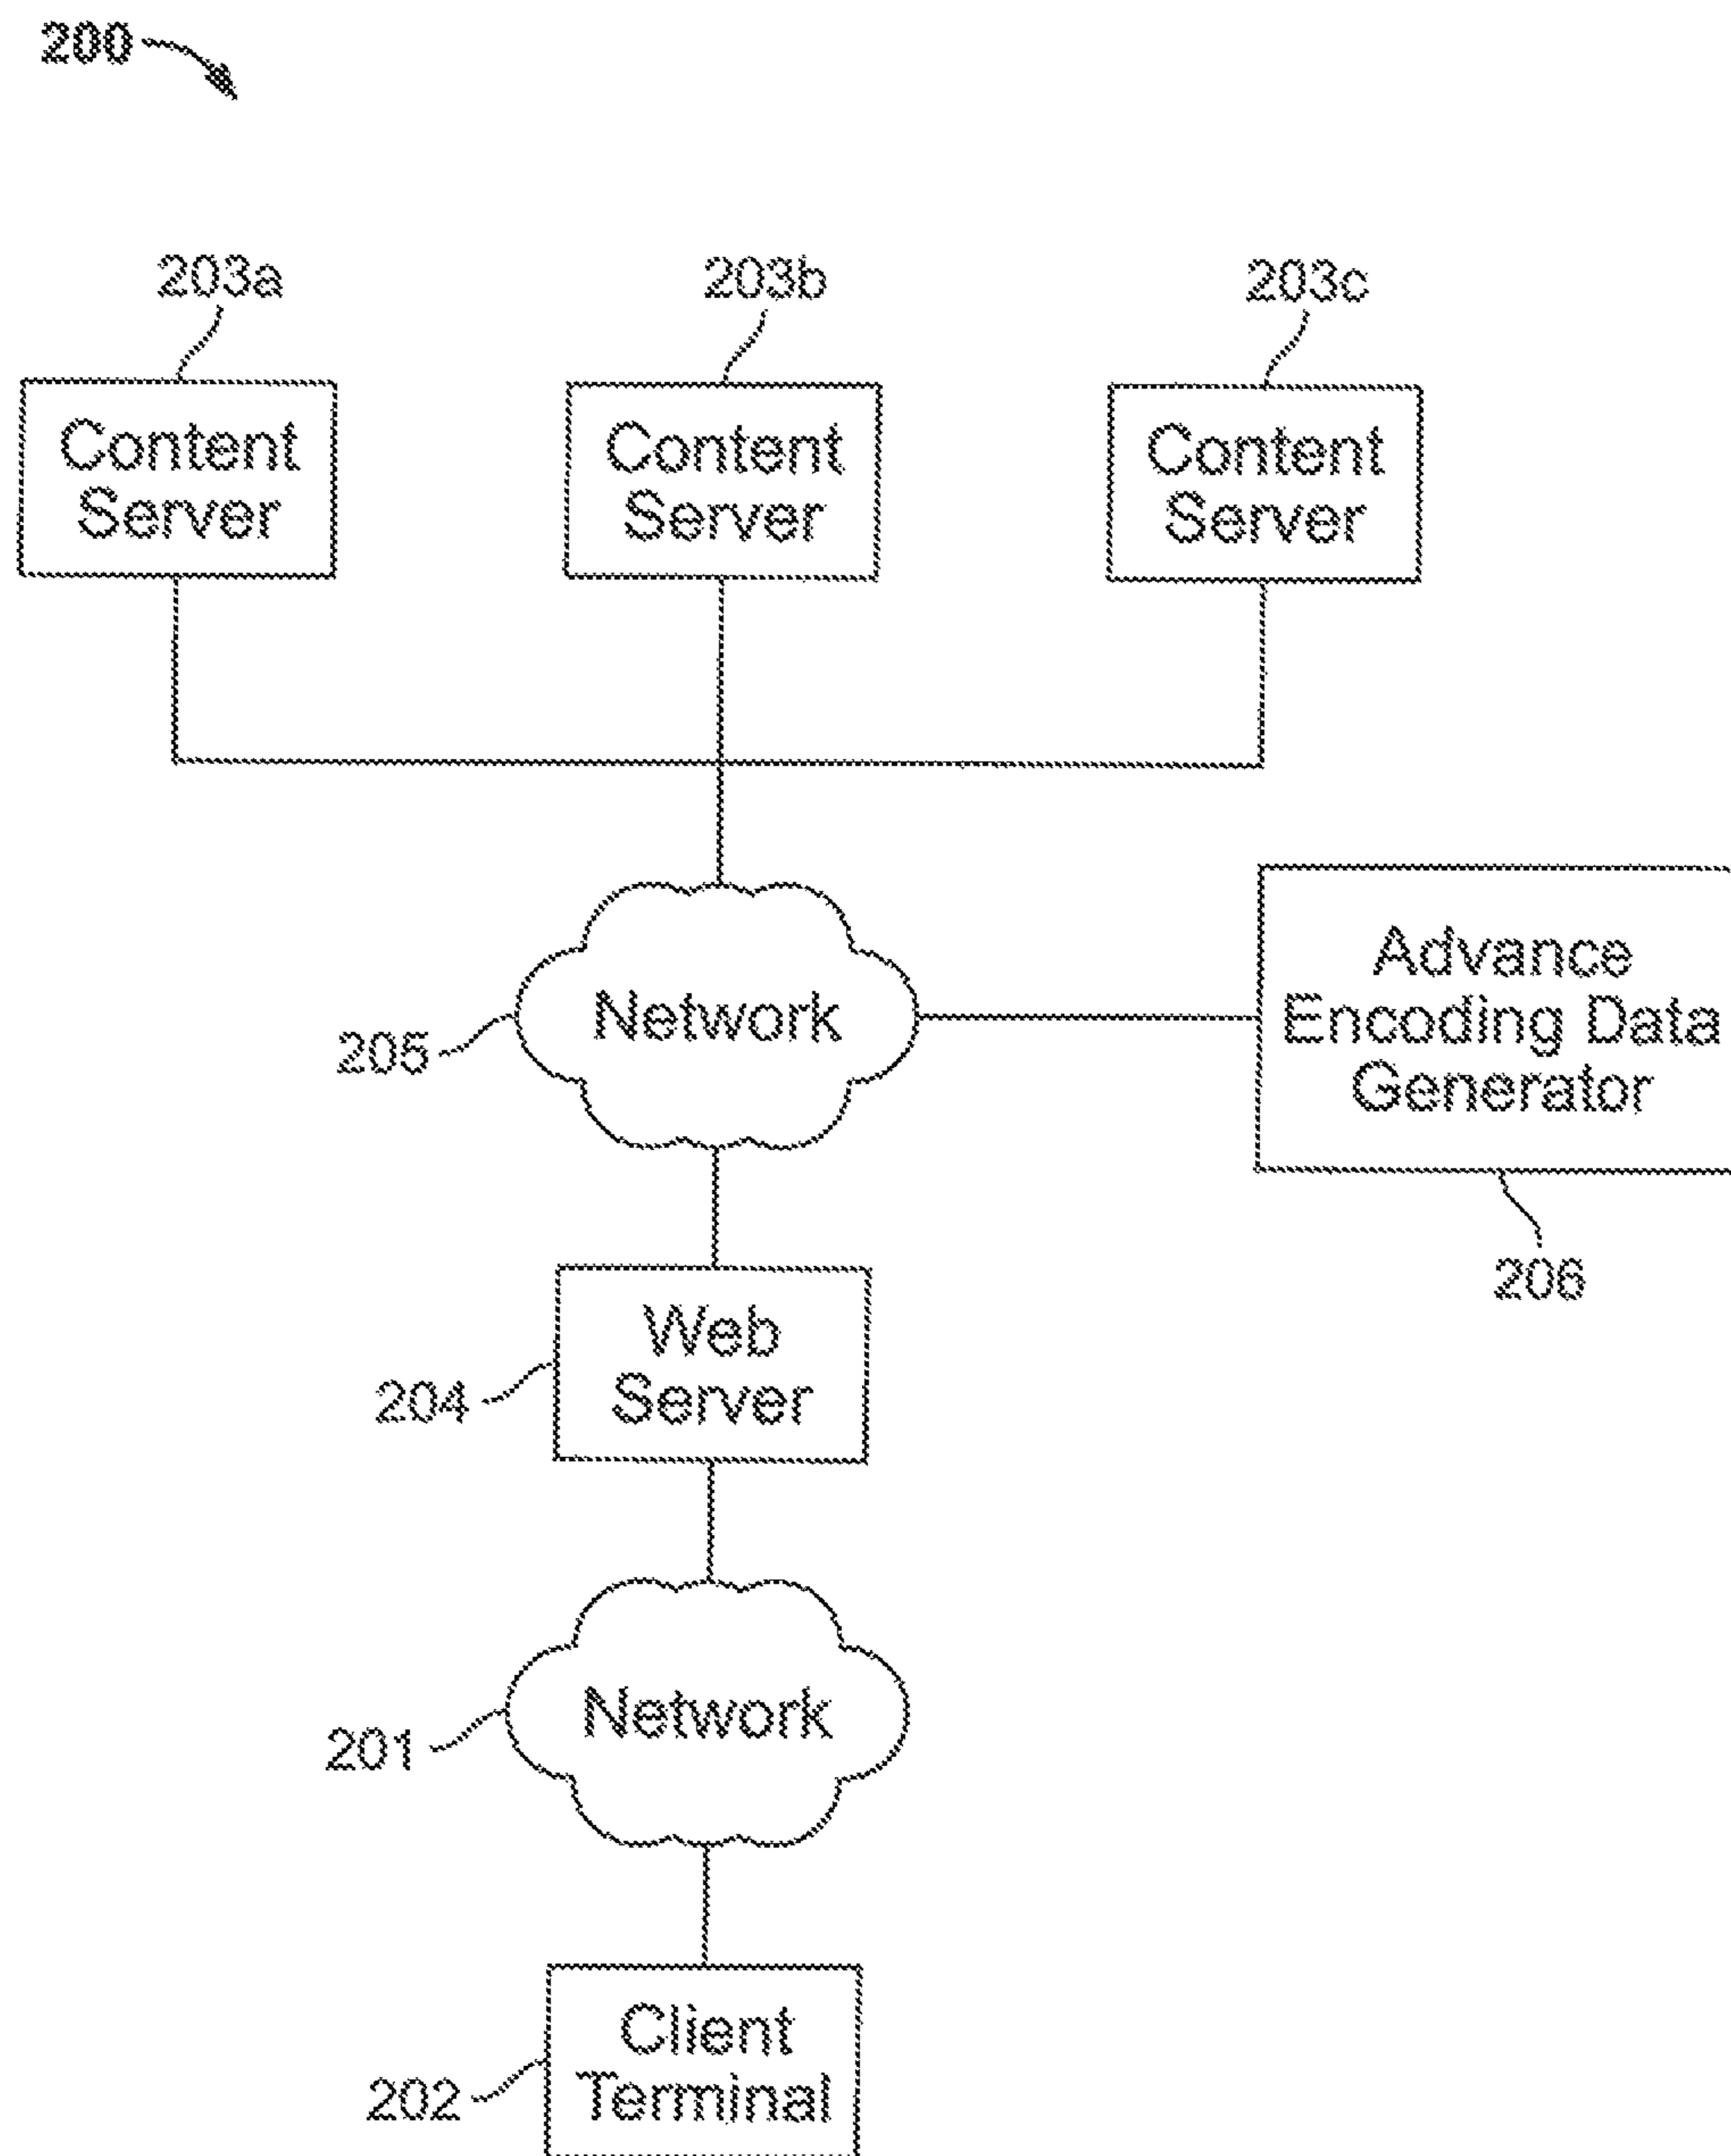 200
203a
203b
203c
Content
Server
Content
Server
Content
Server
Network
205
Advance
Encoding Data
Generator
206
Web
Server
204
Network
201
Client
Terminal
202